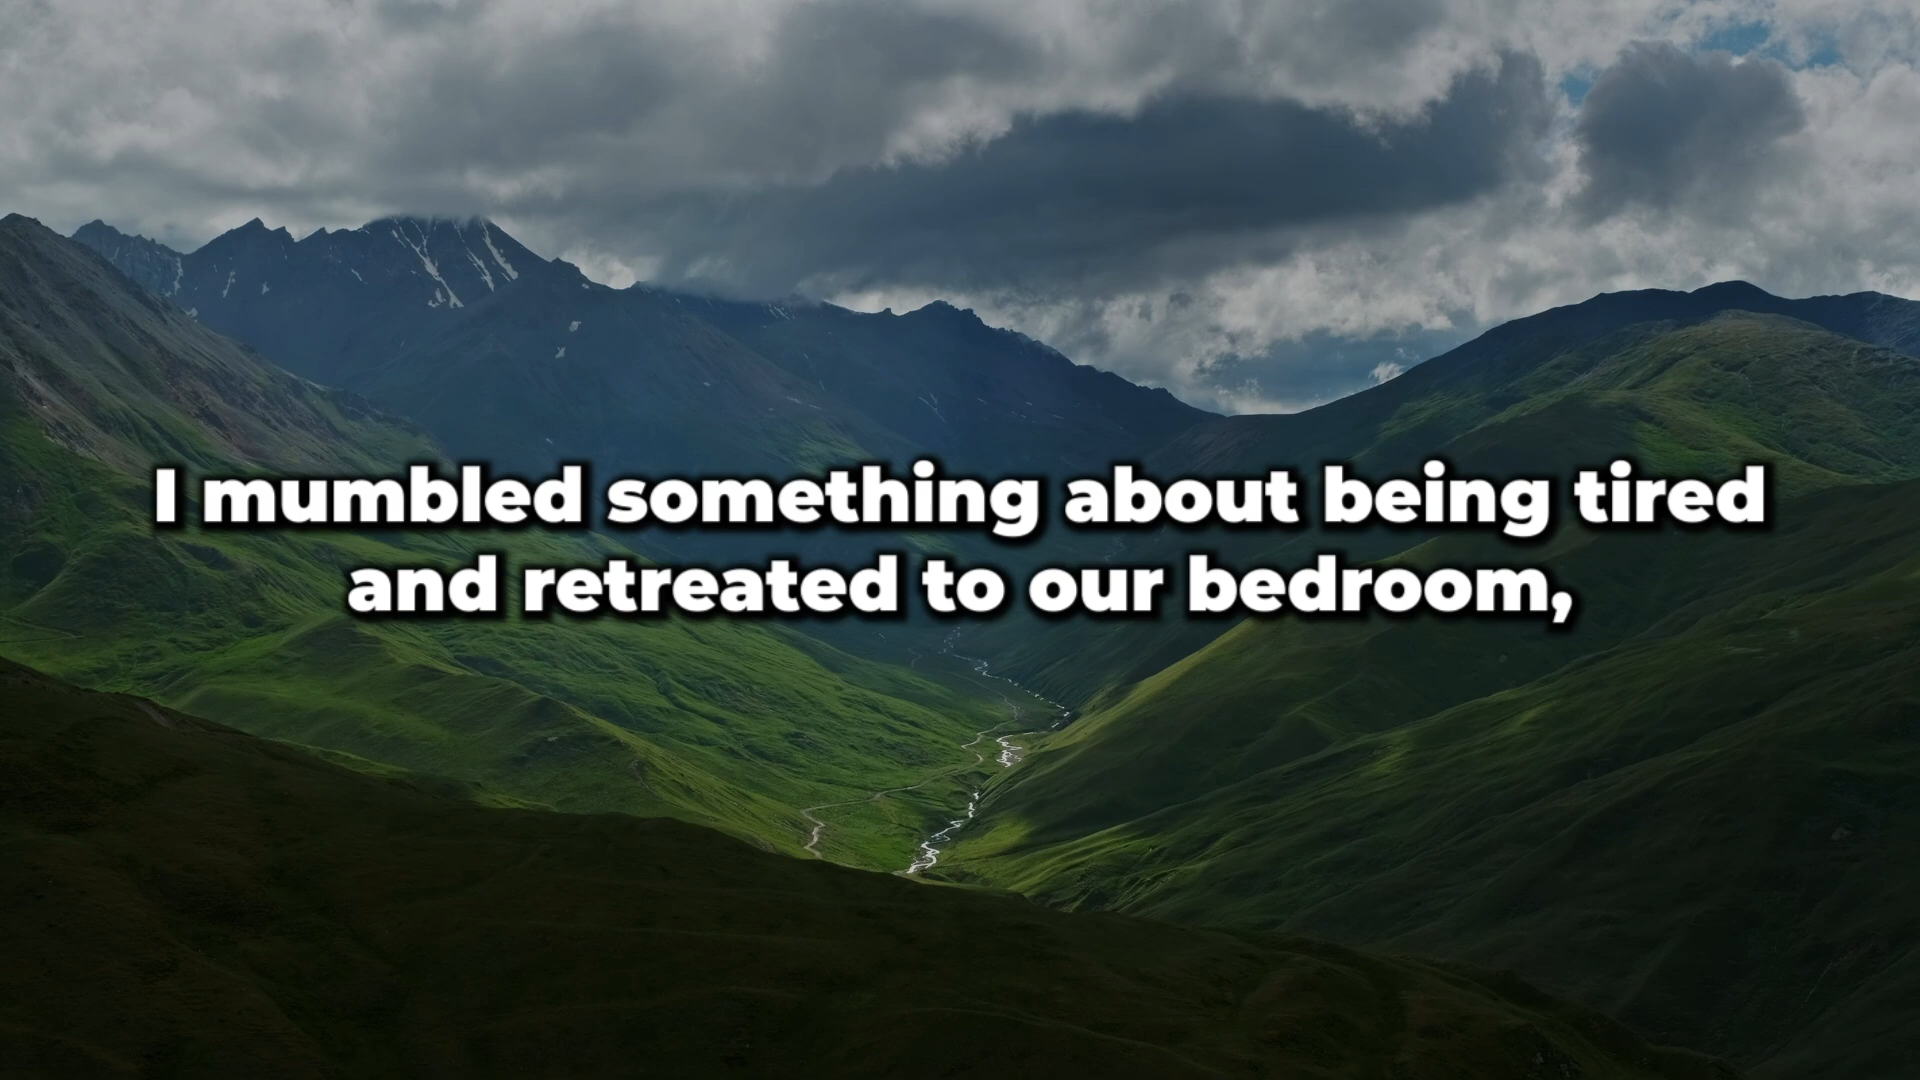 I mumbled something about being tired
and retreated to our bedroom,